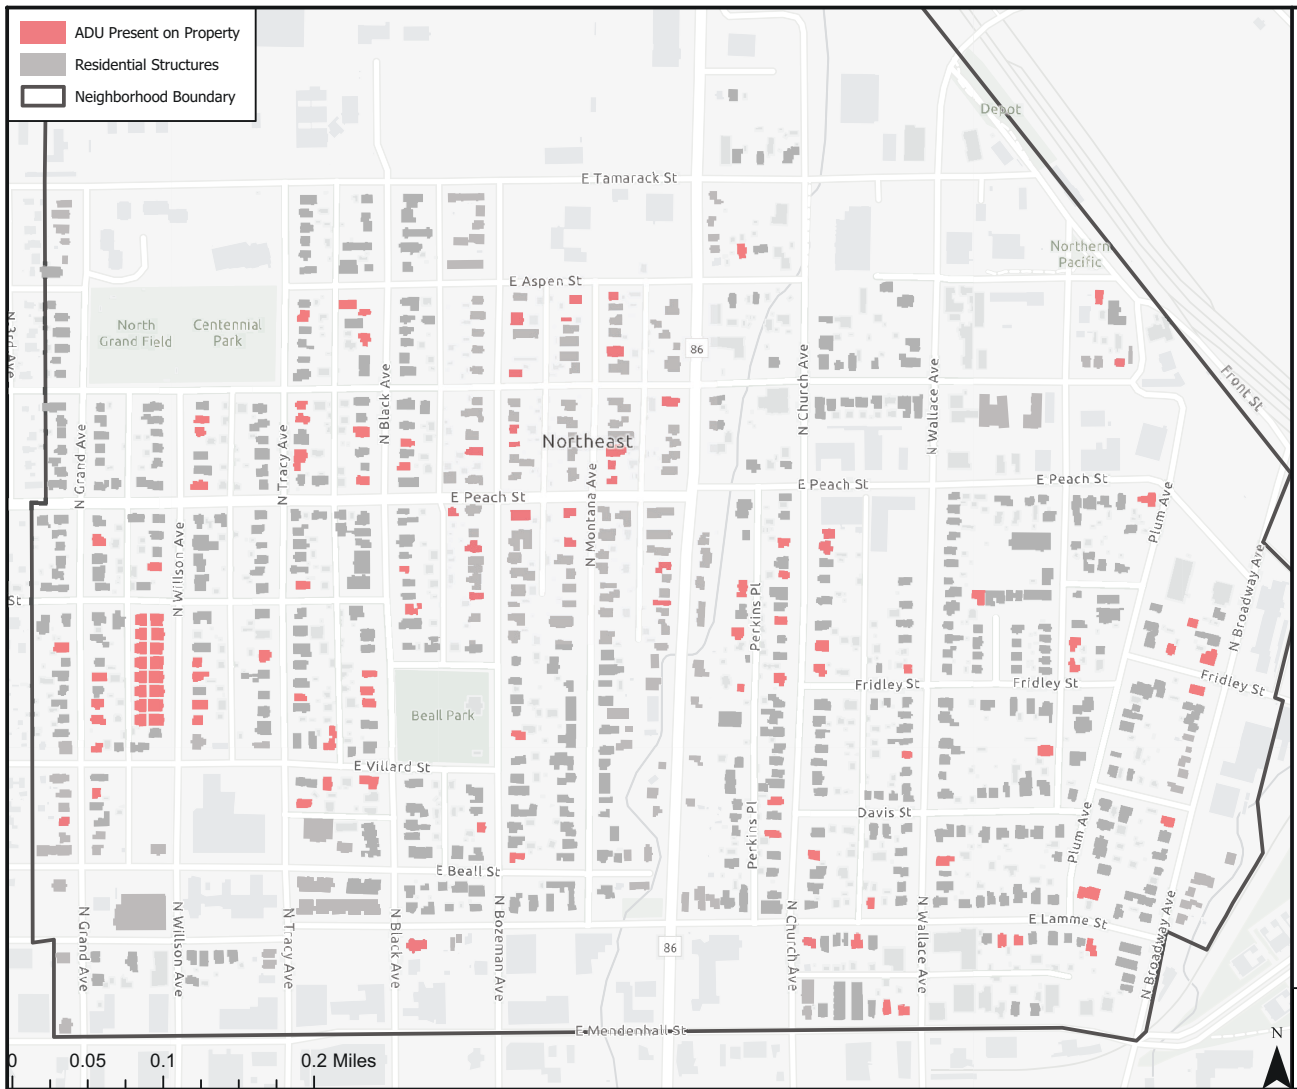 ADU Present on Property
Residential Structures
Neighborhood Boundary
Depot
E Tamarack St
Northern
Pacific
E Aspen St
N 3rd Ave
North
Grand Field
Centennial
Park
86
Front St
N Black Ave
N Church Ave
N Wallace Ave
N Grand Ave
N Tracy Ave
Northeast
N Montana Ave
E Peach St
E Peach St
E Peach St
Plum Ave
N Willson Ave
St
Perkins Pl
N Broadway Ave
Fridley St
Fridley St
Fridley St
Beall Park
E Villard St
Davis St
Perkins Pl
Plum Ave
E Beall St
N Grand Ave
N Willson Ave
N Tracy Ave
N Black Ave
N Bozeman Ave
N Church Ave
N Wallace Ave
E Lamme St
N Broadway Ave
86
E Mendenhall St
N
0 0.05 0.1 0.2 Miles